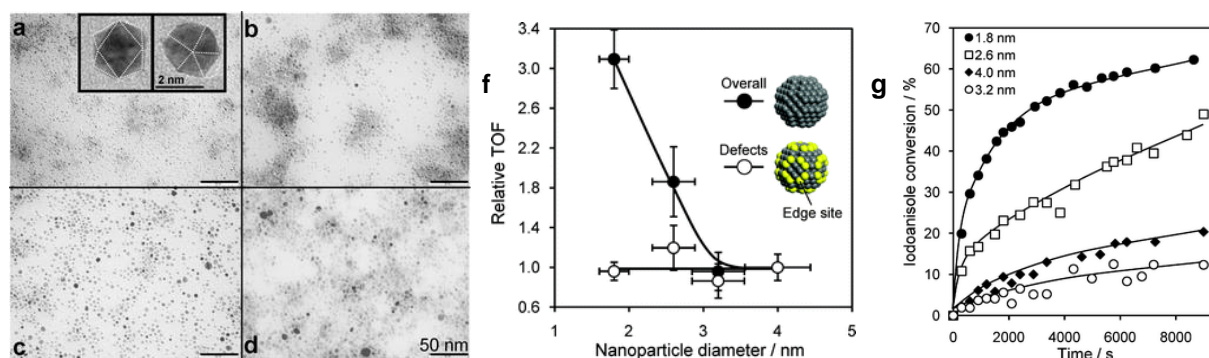 a
b
2 nm
c
d
50 nm
f
Relative TOF
3.4
3.0
2.6
2.2
1.8
1.4
1.0
0.6
Overall
Defects
Edge site
1 2 3 4 5
Nanoparticle diameter / nm
g
Iodoanisole conversion / %
70
60
50
40
30
20
10
0
1.8 nm
2.6 nm
4.0 nm
3.2 nm
0 2000 4000 6000 8000
Time / s